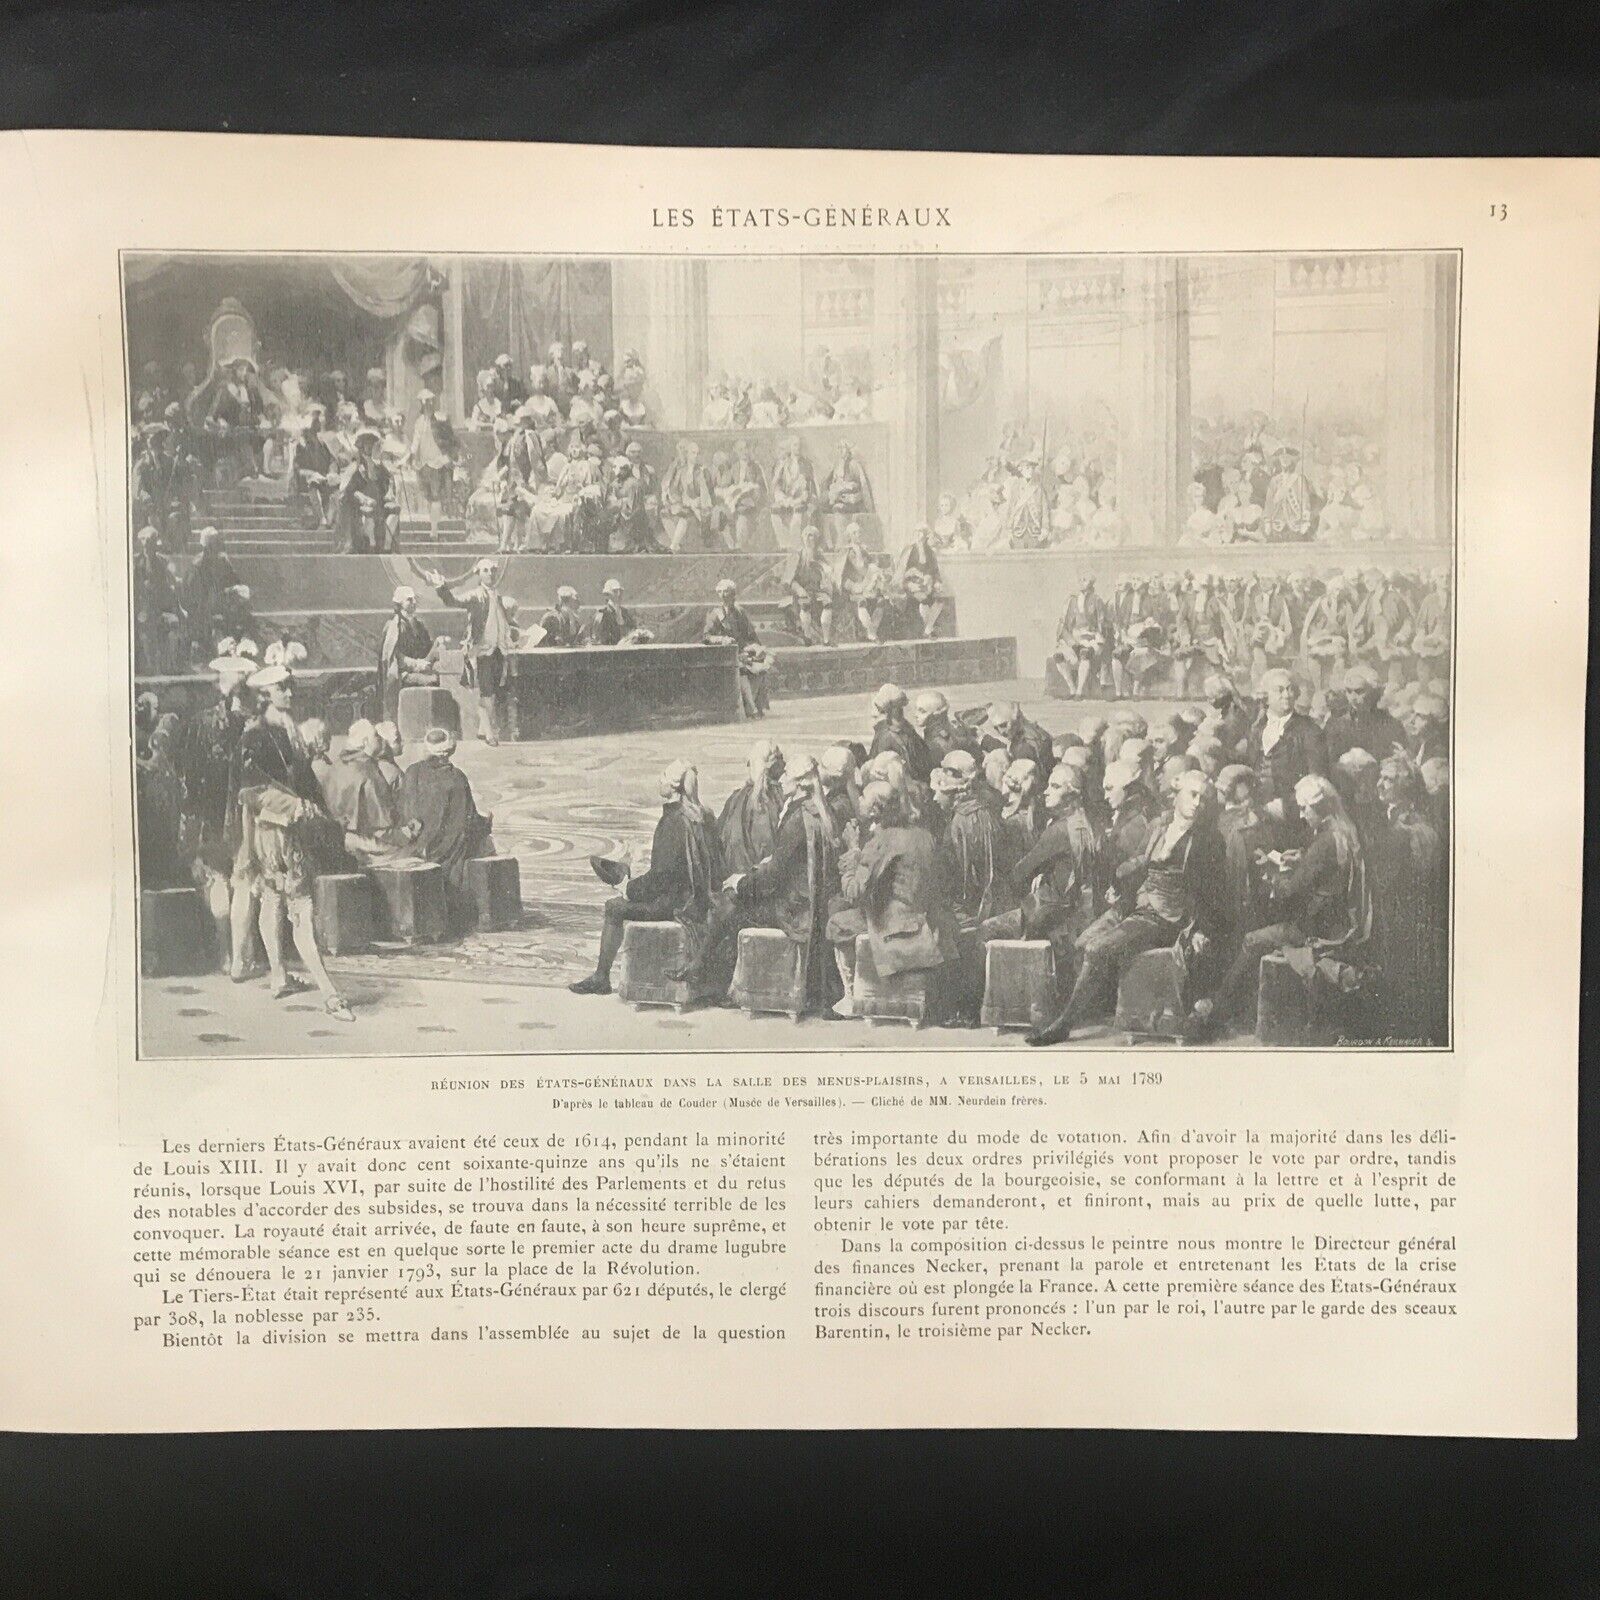 LES ÉTATS-GÉNÉRAUX
13
BOURDON & KEILHAUER Sc
RÉUNION DES ÉTATS-GÉNÉRAUX DANS LA SALLE DES MENUS-PLAISIRS, A VERSAILLES, LE 5 MAI 1789
D'après le tableau de Couder (Musée de Versailles). — Cliché de MM. Neurdein frères.
Les derniers États-Généraux avaient été ceux de 1614, pendant la minorité
de Louis XIII. Il y avait donc cent soixante-quinze ans qu'ils ne s'étaient
réunis, lorsque Louis XVI, par suite de l'hostilité des Parlements et du refus
des notables d'accorder des subsides, se trouva dans la nécessité terrible de les
convoquer. La royauté était arrivée, de faute en faute, à son heure suprême, et
cette mémorable séance est en quelque sorte le premier acte du drame lugubre
qui se dénouera le 21 janvier 1793, sur la place de la Révolution.
Le Tiers-État était représenté aux États-Généraux par 621 députés, le clergé
par 308, la noblesse par 235.
Bientôt la division se mettra dans l'assemblée au sujet de la question
très importante du mode de votation. Afin d'avoir la majorité dans les déli-
bérations les deux ordres privilégiés vont proposer le vote par ordre, tandis
que les députés de la bourgeoisie, se conformant à la lettre et à l'esprit de
leurs cahiers demanderont, et finiront, mais au prix de quelle lutte, par
obtenir le vote par tête.
Dans la composition ci-dessus le peintre nous montre le Directeur général
des finances Necker, prenant la parole et entretenant les États de la crise
financière où est plongée la France. A cette première séance des États-Généraux
trois discours furent prononcés : l'un par le roi, l'autre par le garde des sceaux
Barentin, le troisième par Necker.